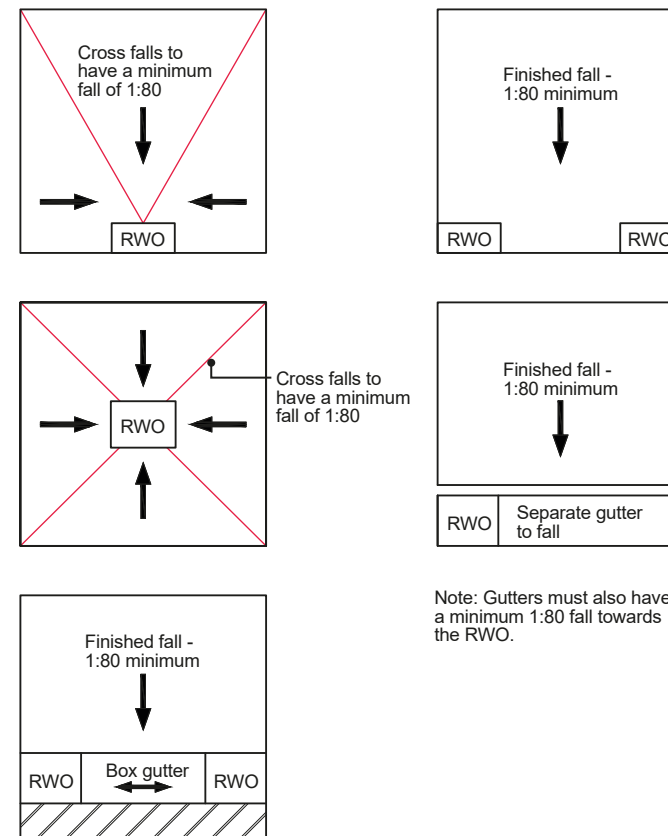 Cross falls to
have a minimum
fall of 1:80
RWO
Finished fall -
1:80 minimum
RWO
RWO
RWO
Cross falls to
have a minimum
fall of 1:80
Finished fall -
1:80 minimum
RWO
Separate gutter
to fall
Note: Gutters must also have
a minimum 1:80 fall towards
the RWO.
Finished fall -
1:80 minimum
RWO
Box gutter
RWO